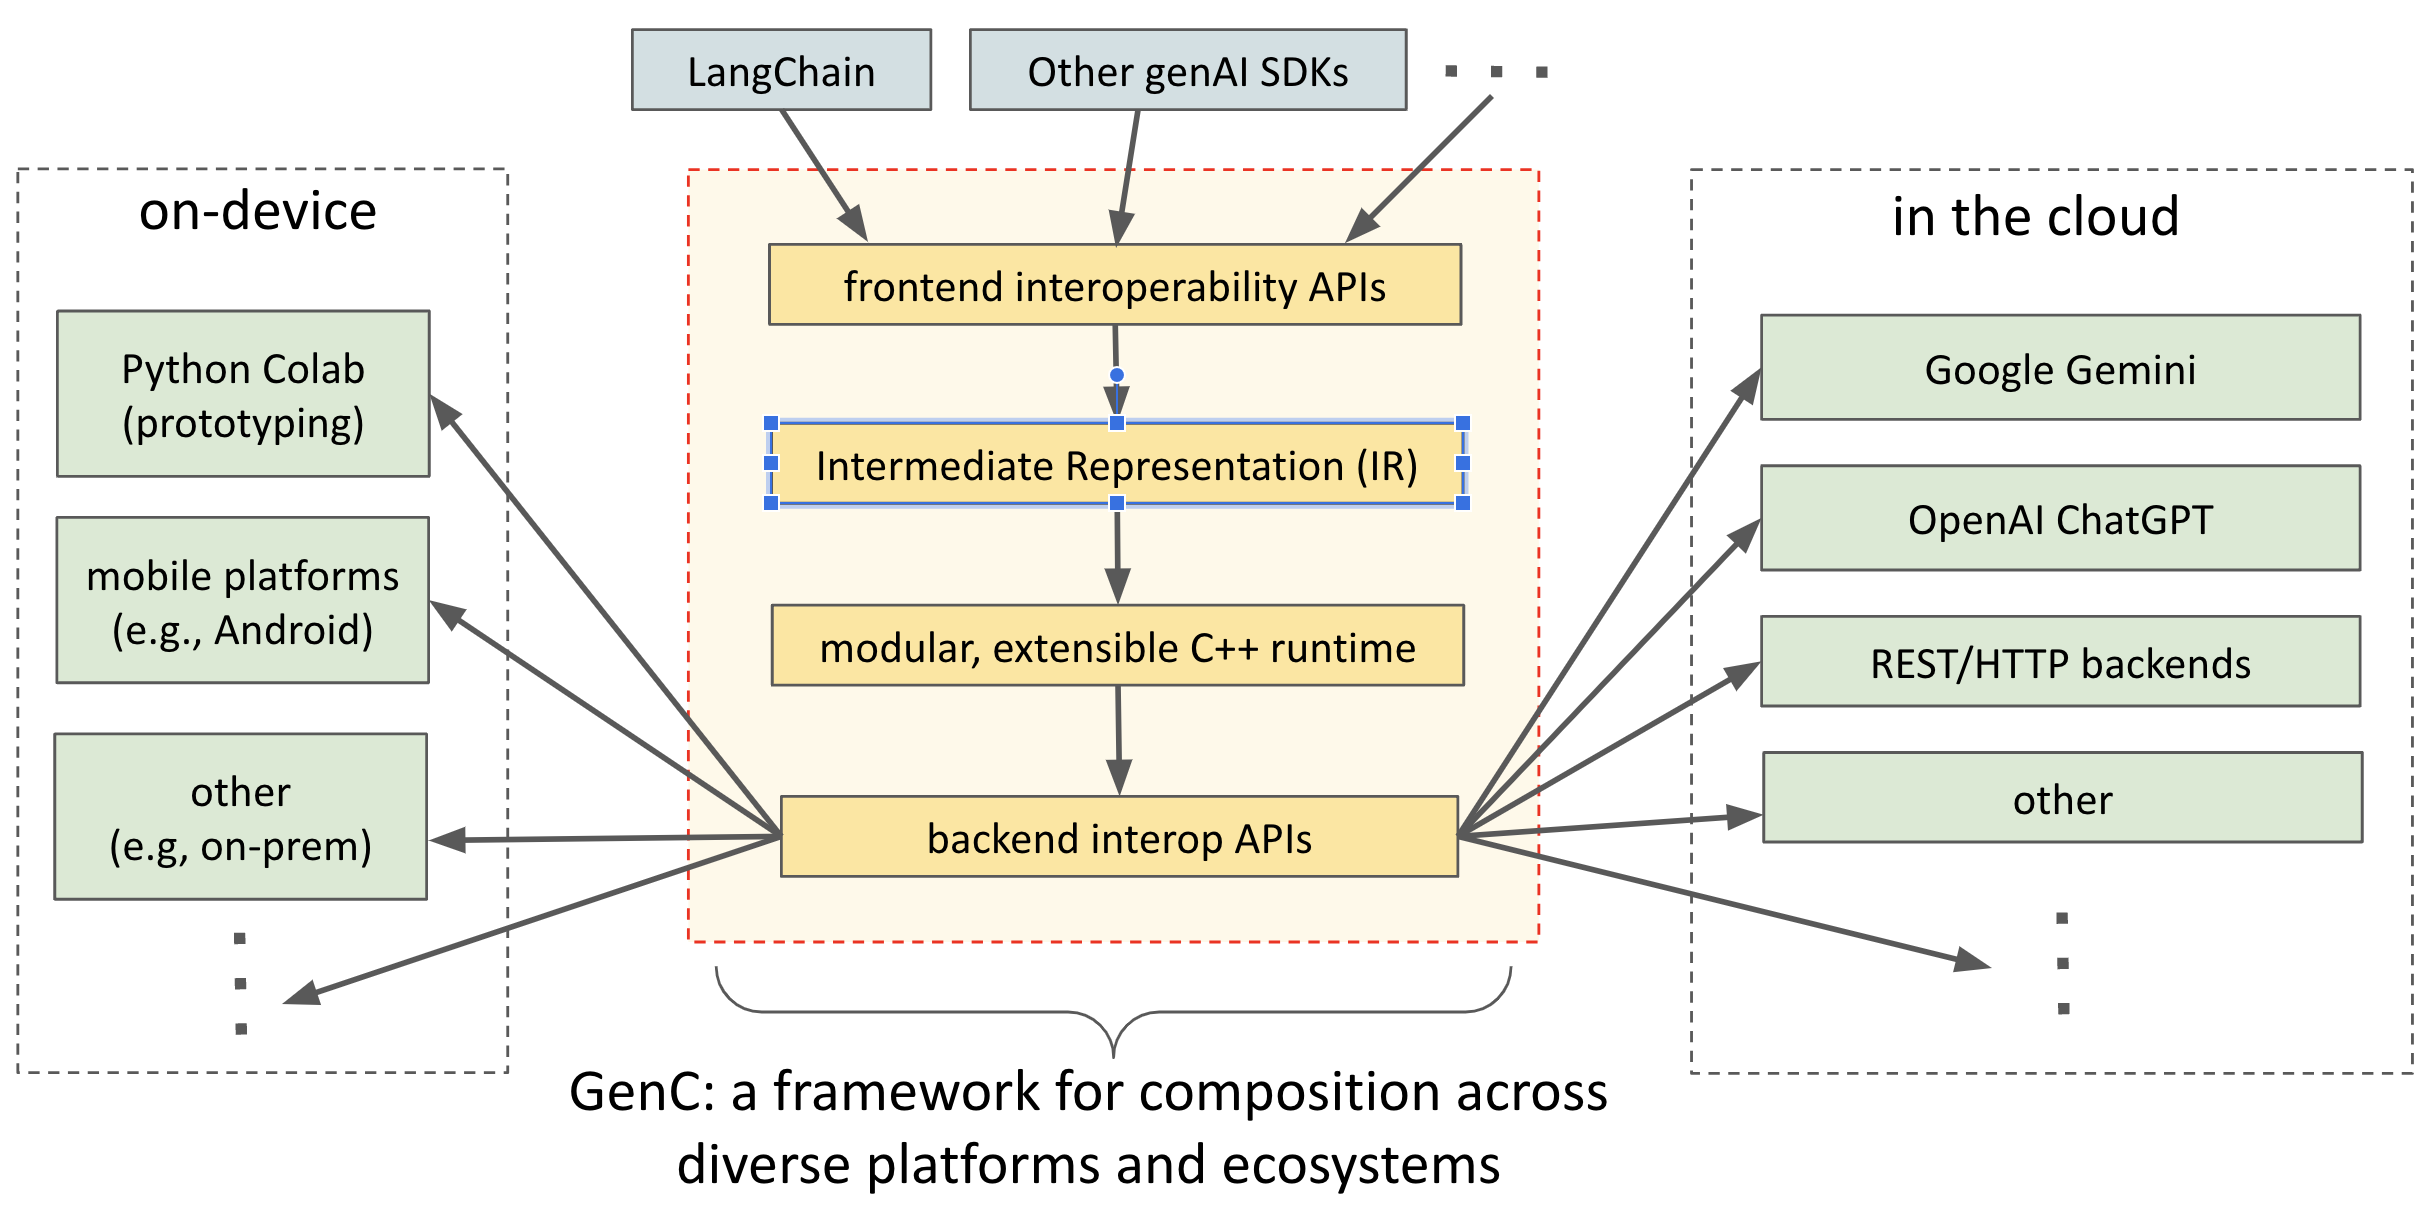 LangChain
Other genAI SDKs
on-device
Python Colab
(prototyping)
mobile platforms
(e.g., Android)
other
(e.g, on-prem)
frontend interoperability APIs
Intermediate Representation (IR)
modular, extensible C++ runtime
backend interop APIs
in the cloud
Google Gemini
OpenAI ChatGPT
REST/HTTP backends
other
GenC: a framework for composition across
diverse platforms and ecosystems